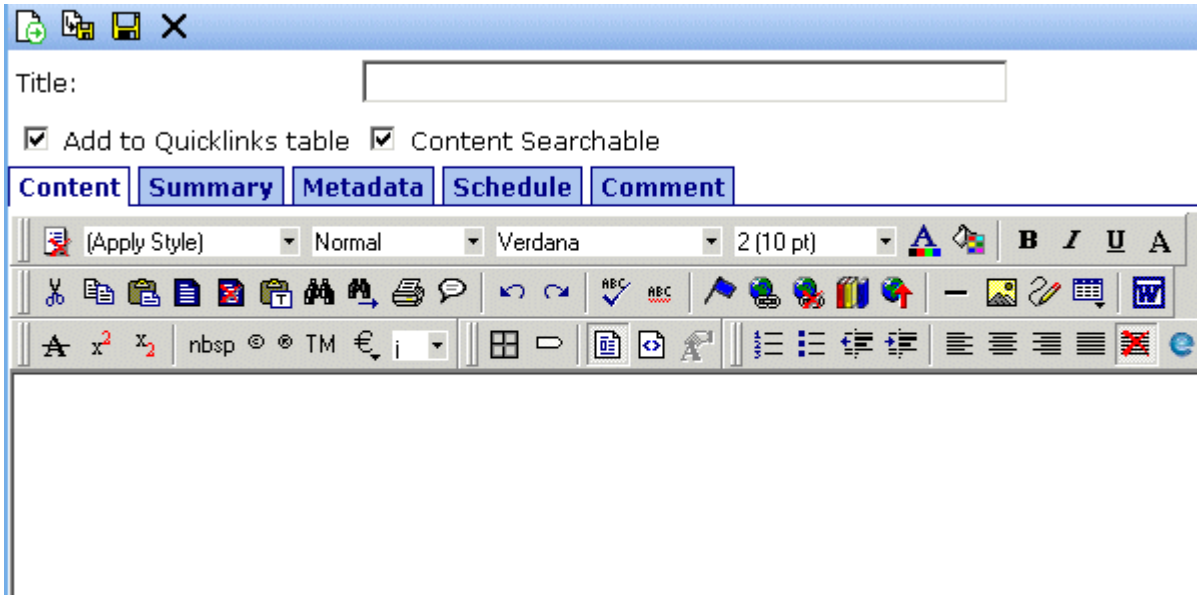 Title:
Add to Quicklinks table Content Searchable
Content Summary Metadata Schedule Comment
(Apply Style) Normal Verdana 2 (10 pt) A B I U A
ABC ABC W
A x² x₂ nbsp © ® TM € ¡